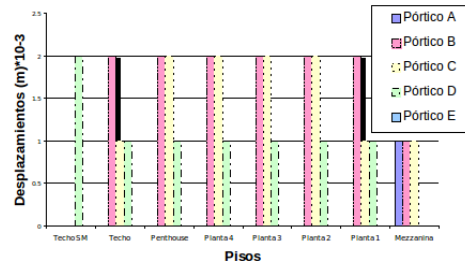 Desplazamientos (m)*10-3
2.5
2
1.5
1
0.5
0
Techo SM Techo Penthouse Planta 4 Planta 3 Planta 2 Planta 1 Mezzanina
Pisos
Pórtico A
Pórtico B
Pórtico C
Pórtico D
Pórtico E